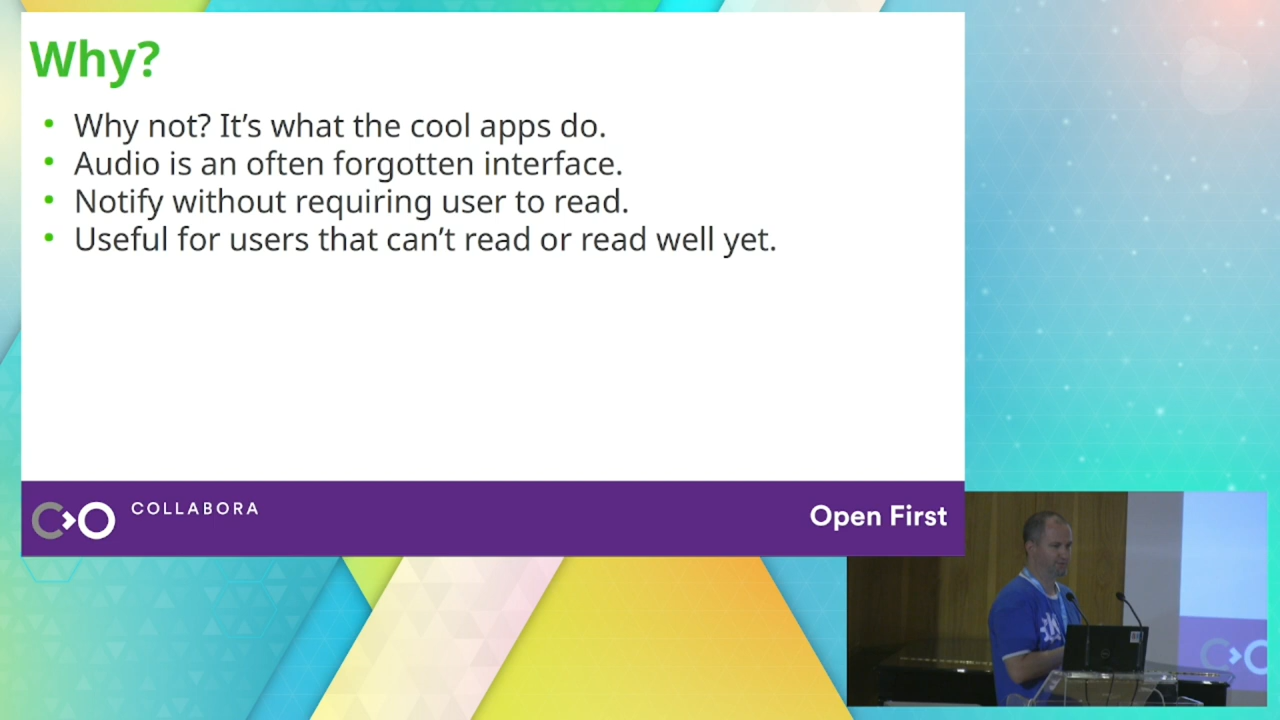 Why?
Why not? It’s what the cool apps do.
Audio is an often forgotten interface.
Notify without requiring user to read.
Useful for users that can’t read or read well yet.
COLLABORA
Open First